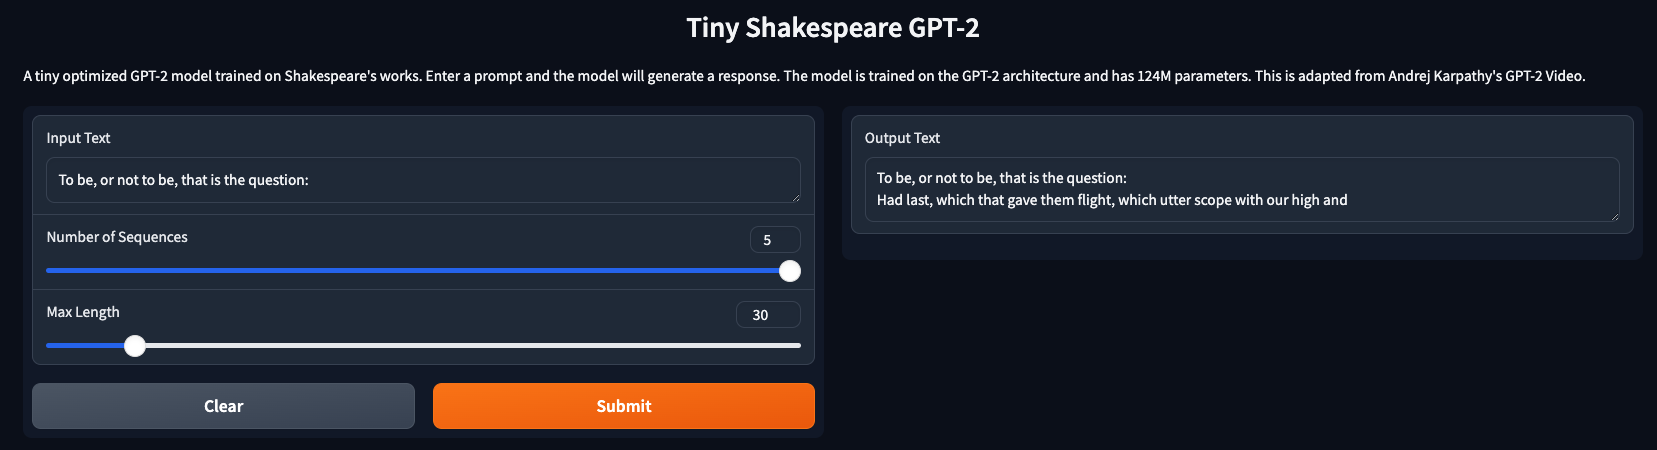 Tiny Shakespeare GPT-2
A tiny optimized GPT-2 model trained on Shakespeare's works. Enter a prompt and the model will generate a response. The model is trained on the GPT-2 architecture and has 124M parameters. This is adapted from Andrej Karpathy's GPT-2 Video.
Input Text
To be, or not to be, that is the question:
Number of Sequences
5
Max Length
30
Clear
Submit
Output Text
To be, or not to be, that is the question:
Had last, which that gave them flight, which utter scope with our high and